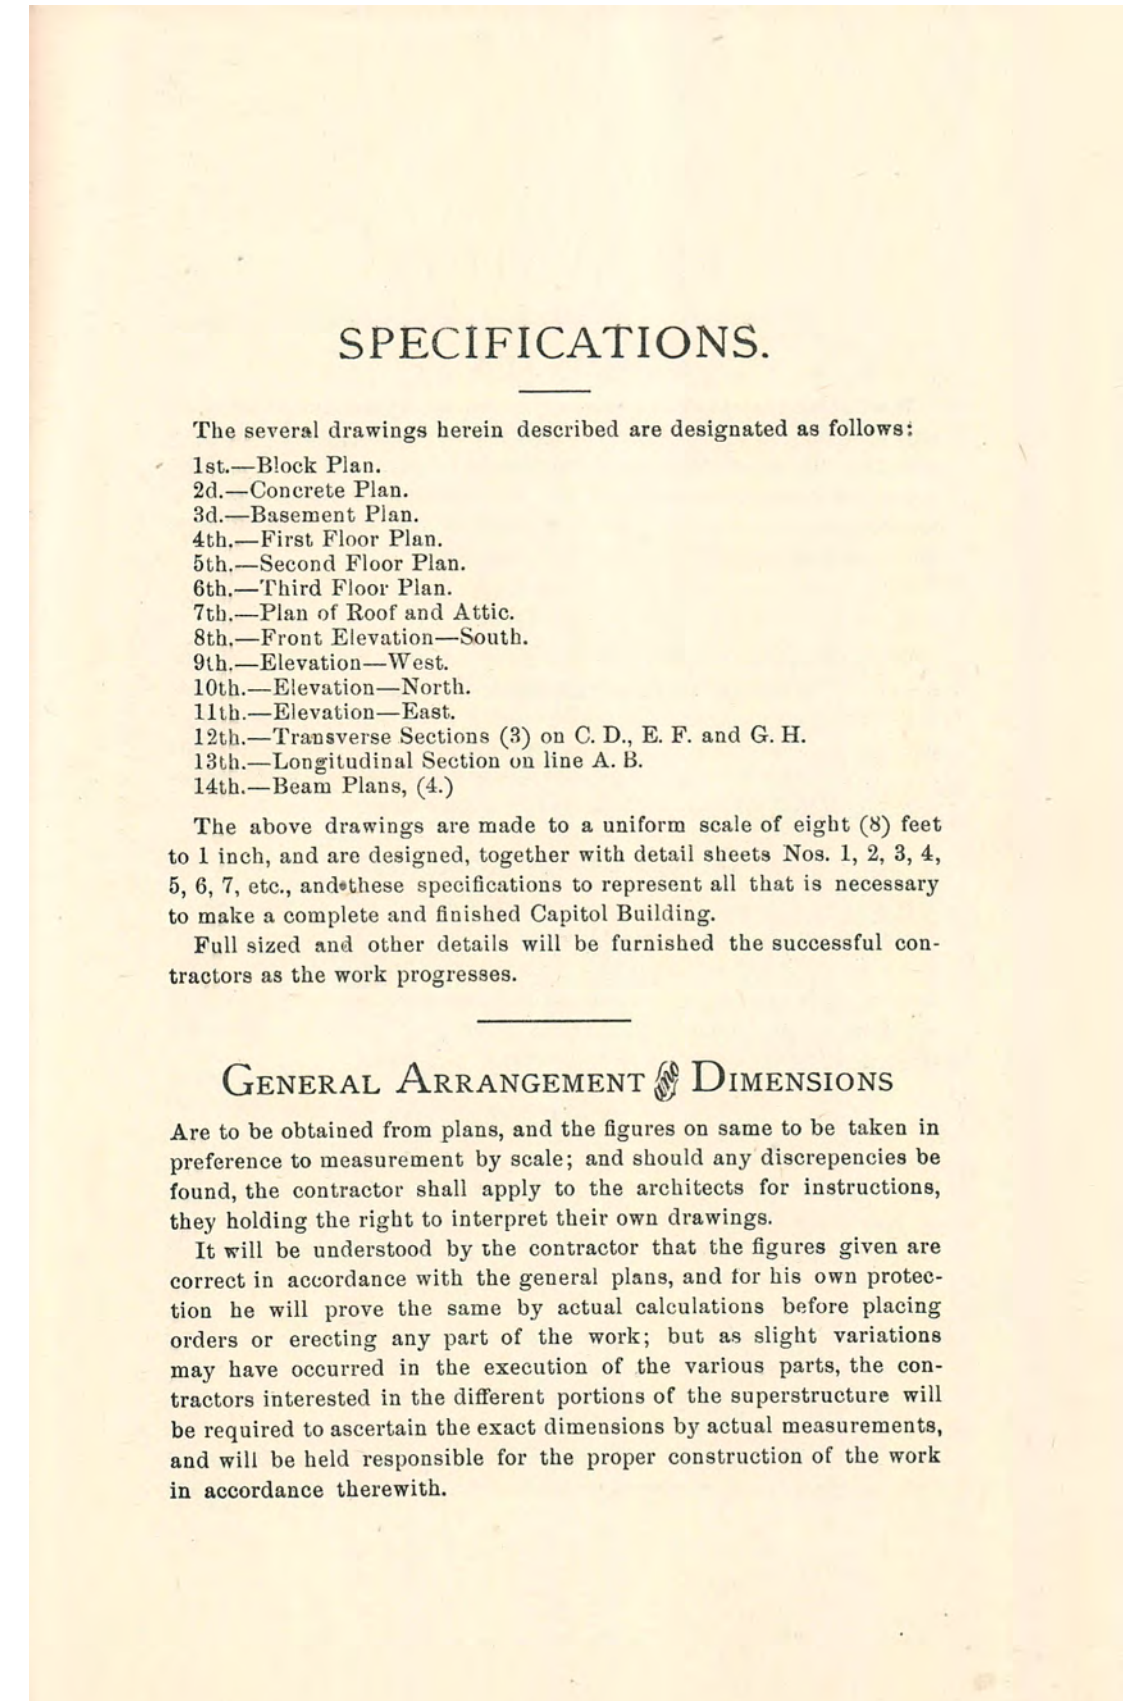 SPECIFICATIONS.
The several drawings herein described are designated as follows:
1st.—Block Plan.
2d.—Concrete Plan.
3d.—Basement Plan.
4th.—First Floor Plan.
5th.—Second Floor Plan.
6th.—Third Floor Plan.
7th.—Plan of Roof and Attic.
8th.—Front Elevation—South.
9th.—Elevation—West.
10th.—Elevation—North.
11th.—Elevation—East.
12th.—Transverse Sections (3) on C. D., E. F. and G. H.
13th.—Longitudinal Section on line A. B.
14th.—Beam Plans, (4.)
The above drawings are made to a uniform scale of eight (8) feet
to 1 inch, and are designed, together with detail sheets Nos. 1, 2, 3, 4,
5, 6, 7, etc., and these specifications to represent all that is necessary
to make a complete and finished Capitol Building.
Full sized and other details will be furnished the successful con-
tractors as the work progresses.
GENERAL ARRANGEMENT & DIMENSIONS
Are to be obtained from plans, and the figures on same to be taken in
preference to measurement by scale; and should any discrepencies be
found, the contractor shall apply to the architects for instructions,
they holding the right to interpret their own drawings.
It will be understood by the contractor that the figures given are
correct in accordance with the general plans, and for his own protec-
tion he will prove the same by actual calculations before placing
orders or erecting any part of the work; but as slight variations
may have occurred in the execution of the various parts, the con-
tractors interested in the different portions of the superstructure will
be required to ascertain the exact dimensions by actual measurements,
and will be held responsible for the proper construction of the work
in accordance therewith.